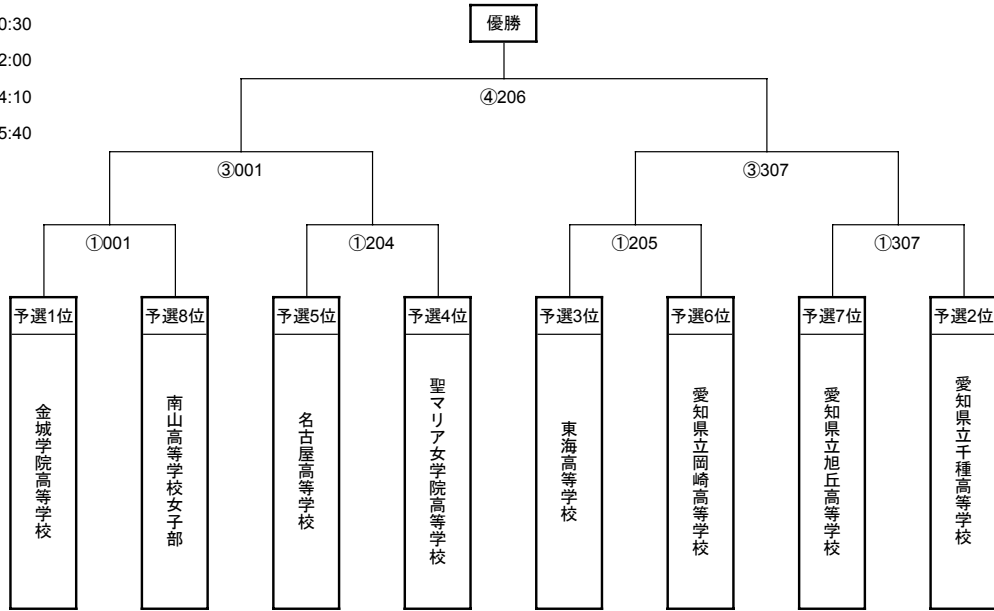 0:30
優勝
2:00
4:10
④206
5:40
③001
③307
①001
①204
①205
①307
予選1位
予選8位
予選5位
予選4位
予選3位
予選6位
予選7位
予選2位
金城学院高等学校
南山高等学校女子部
名古屋高等学校
聖マリア女学院高等学校
東海高等学校
愛知県立岡崎高等学校
愛知県立旭丘高等学校
愛知県立千種高等学校